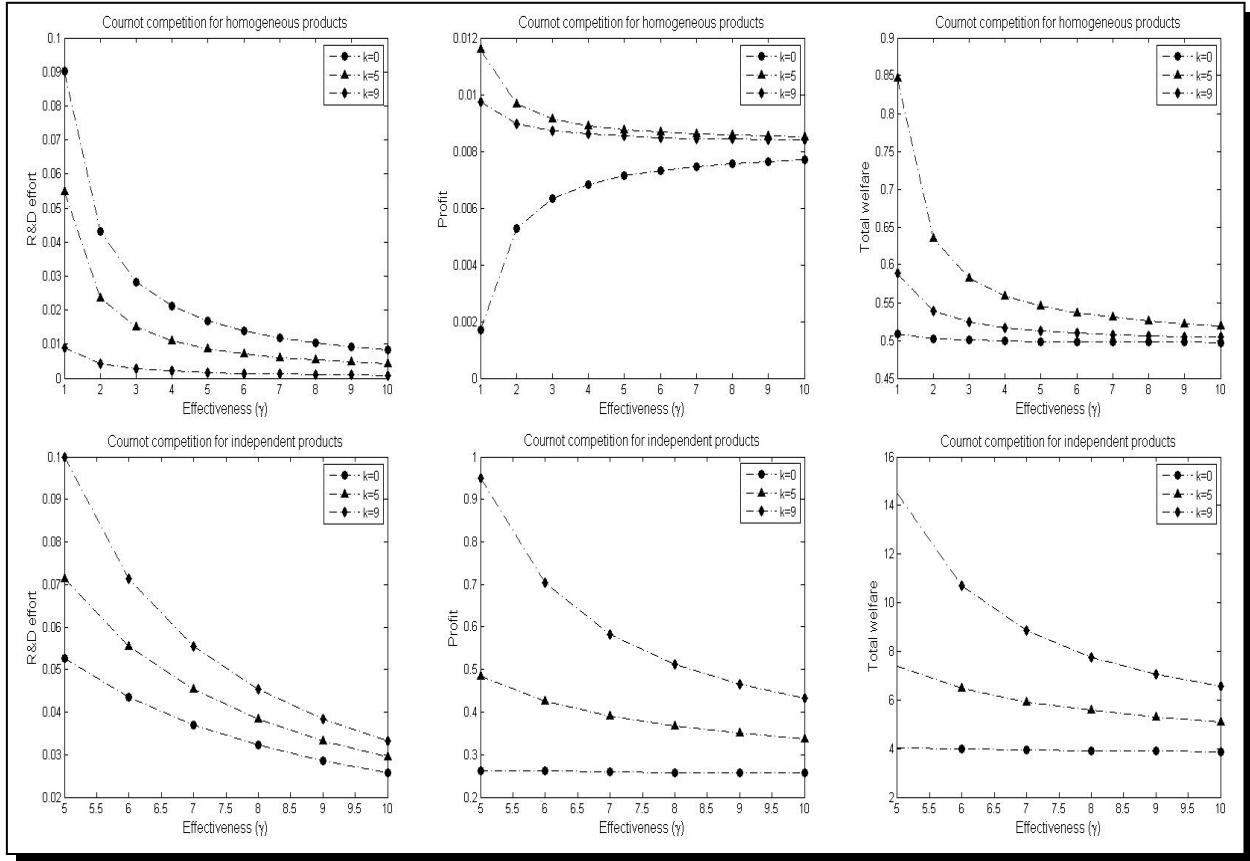 Cournot competition for homogeneous products
R&D effort
0.1
0.09
0.08
0.07
0.06
0.05
0.04
0.03
0.02
0.01
0
1 2 3 4 5 6 7 8 9 10
Effectiveness (γ)
k=0
k=5
k=9
Cournot competition for homogeneous products
Profit
0.012
0.01
0.008
0.006
0.004
0.002
0
1 2 3 4 5 6 7 8 9 10
Effectiveness (γ)
k=0
k=5
k=9
Cournot competition for homogeneous products
Total welfare
0.9
0.85
0.8
0.75
0.7
0.65
0.6
0.55
0.5
0.45
1 2 3 4 5 6 7 8 9 10
Effectiveness (γ)
k=0
k=5
k=9
Cournot competition for independent products
R&D effort
0.1
0.09
0.08
0.07
0.06
0.05
0.04
0.03
0.02
5 5.5 6 6.5 7 7.5 8 8.5 9 9.5 10
Effectiveness (γ)
k=0
k=5
k=9
Cournot competition for independent products
Profit
1
0.9
0.8
0.7
0.6
0.5
0.4
0.3
0.2
5 5.5 6 6.5 7 7.5 8 8.5 9 9.5 10
Effectiveness (γ)
k=0
k=5
k=9
Cournot competition for independent products
Total welfare
16
14
12
10
8
6
4
2
5 5.5 6 6.5 7 7.5 8 8.5 9 9.5 10
Effectiveness (γ)
k=0
k=5
k=9